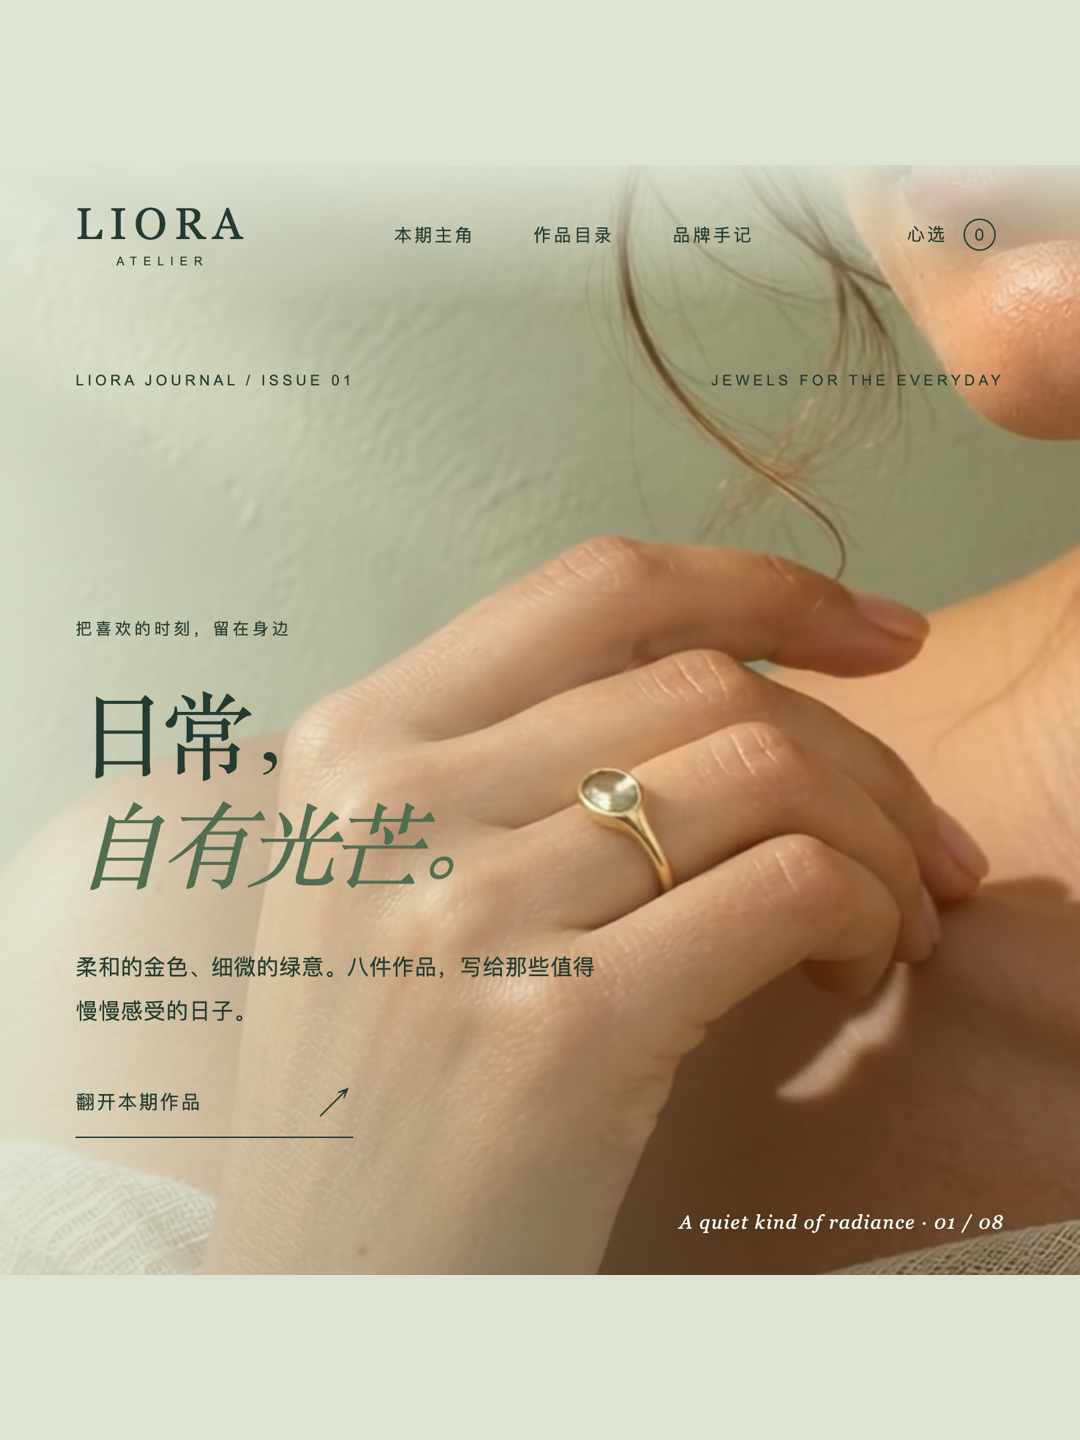 LIORA
ATELIER
本期主角
作品目录
品牌手记
心选 0
LIORA JOURNAL / ISSUE 01
JEWELS FOR THE EVERYDAY
把喜欢的时刻，留在身边
日常，
自有光芒。
柔和的金色、细微的绿意。八件作品，写给那些值得
慢慢感受的日子。
翻开本期作品
A quiet kind of radiance · 01 / 08